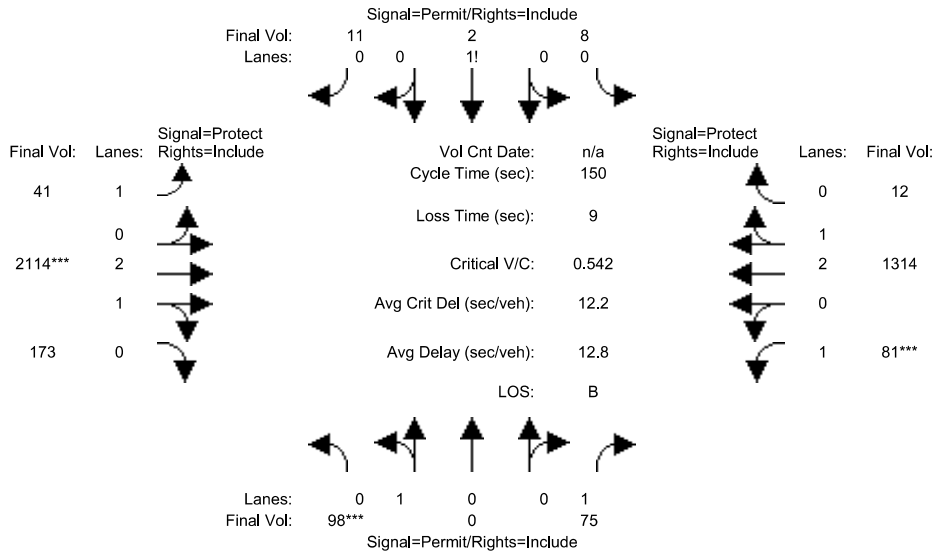 Signal=Permit/Rights=Include
Final Vol: 11 2 8
Lanes: 0 0 1! 0 0
Signal=Protect
Final Vol: Lanes: Rights=Include
Vol Cnt Date: n/a
Signal=Protect
Rights=Include Lanes: Final Vol:
Cycle Time (sec): 150
41 1
0 12
Loss Time (sec): 9
0
1
2114*** 2
Critical V/C: 0.542
2 1314
1
Avg Crit Del (sec/veh): 12.2
0
173 0
Avg Delay (sec/veh): 12.8
1 81***
LOS: B
Lanes: 0 1 0 0 1
Final Vol: 98*** 0 75
Signal=Permit/Rights=Include